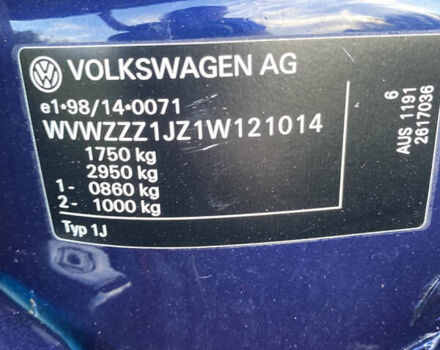 VOLKSWAGEN AG
e1*98/14*0071
WVWZZZ1JZ1W121014
1750 kg
2950 kg
1- 0860 kg
2- 1000 kg
Typ 1J
6
AUS 1191
2617036